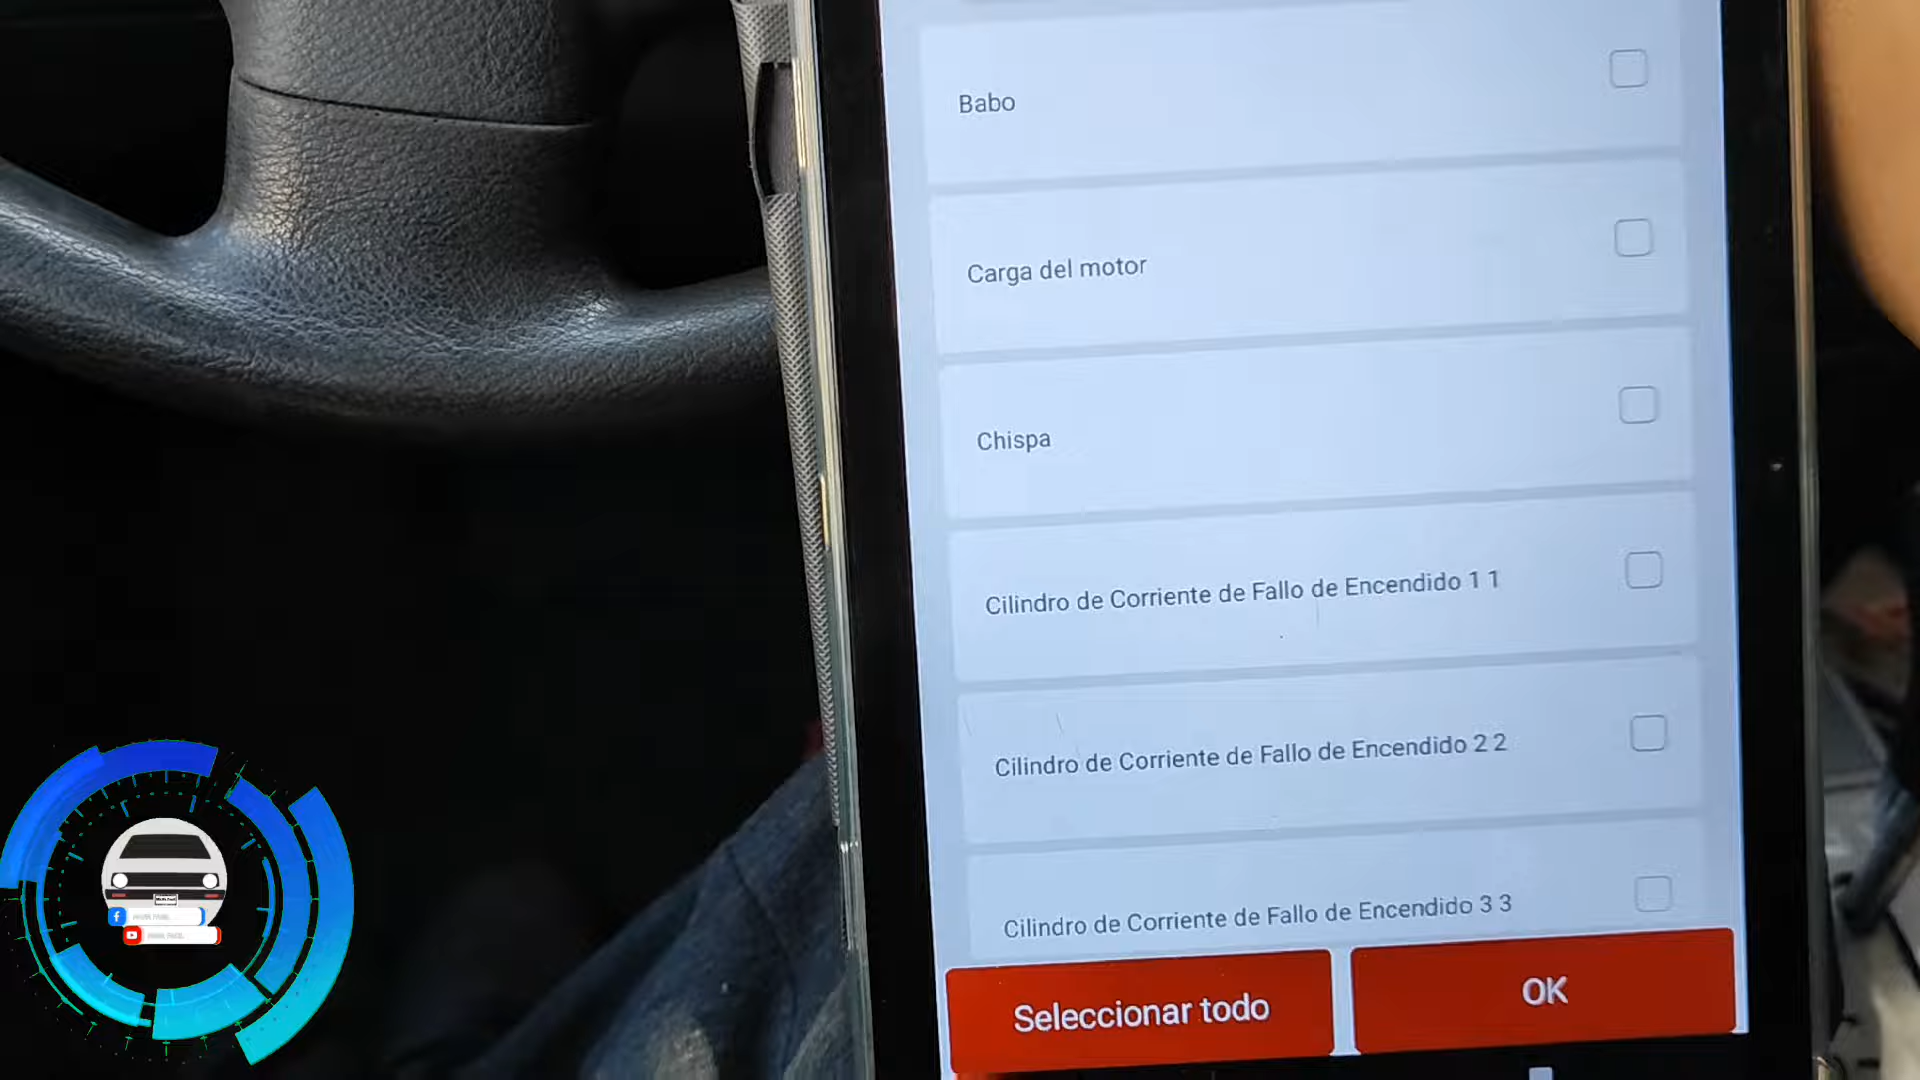 Babo
Carga del motor
Chispa
Cilindro de Corriente de Fallo de Encendido 1 1
Cilindro de Corriente de Fallo de Encendido 2 2
Cilindro de Corriente de Fallo de Encendido 3 3
Seleccionar todo
OK